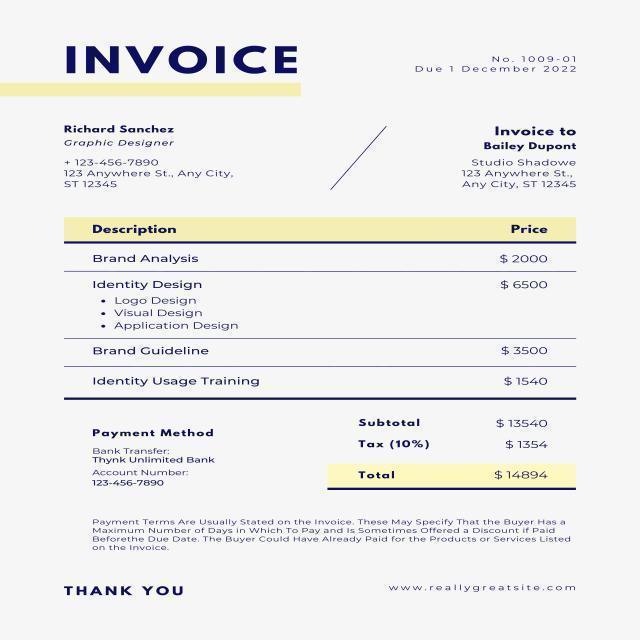 INVOICE
No. 1009-01
Due 1 December 2022
Richard Sanchez
Graphic Designer
+ 123-456-7890
123 Anywhere St., Any City,
ST 12345
Invoice to
Bailey Dupont
Studio Shadowe
123 Anywhere St.,
Any City, ST 12345
Description Price
Brand Analysis $ 2000
Identity Design $ 6500
• Logo Design
• Visual Design
• Application Design
Brand Guideline $ 3500
Identity Usage Training $ 1540
Subtotal $ 13540
Tax (10%) $ 1354
Total $ 14894
Payment Method
Bank Transfer:
Thynk Unlimited Bank
Account Number:
123-456-7890
Payment Terms Are Usually Stated on the Invoice. These May Specify That the Buyer Has a
Maximum Number of Days in Which To Pay and Is Sometimes Offered a Discount if Paid
Beforethe Due Date. The Buyer Could Have Already Paid for the Products or Services Listed
on the Invoice.
THANK YOU
www.reallygreatsite.com